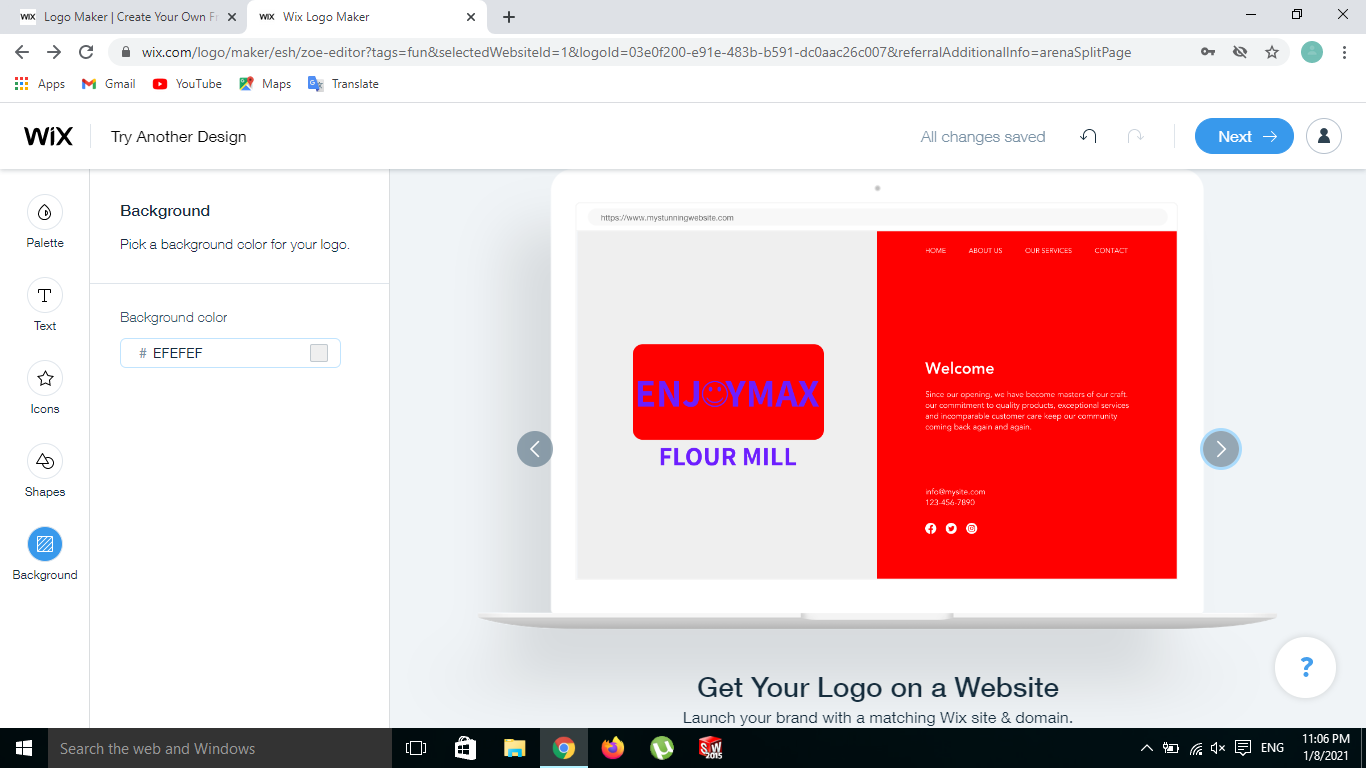 WiX Logo Maker | Create Your Own Fr
WiX Wix Logo Maker
wix.com/logo/maker/esh/zoe-editor?tags=fun&selectedWebsiteId=1&logoId=03e0f200-e91e-483b-b591-dc0aac26c007&referralAdditionalInfo=arenaSplitPage
Apps Gmail YouTube Maps Translate
WiX Try Another Design All changes saved Next
Palette
Text
Icons
Shapes
Background
Background
Pick a background color for your logo.
Background color
# EFEFEF
https://www.mystunningwebsite.com
HOME ABOUT US OUR SERVICES CONTACT
ENJOYMAX
FLOUR MILL
Welcome
Since our opening, we have become masters of our craft.
our commitment to quality products, exceptional services
and incomparable customer care keep our community
coming back again and again.
info@mysite.com
123-456-7890
Get Your Logo on a Website
Launch your brand with a matching Wix site & domain.
?
Search the web and Windows
SW
2015
ENG
11:06 PM
1/8/2021